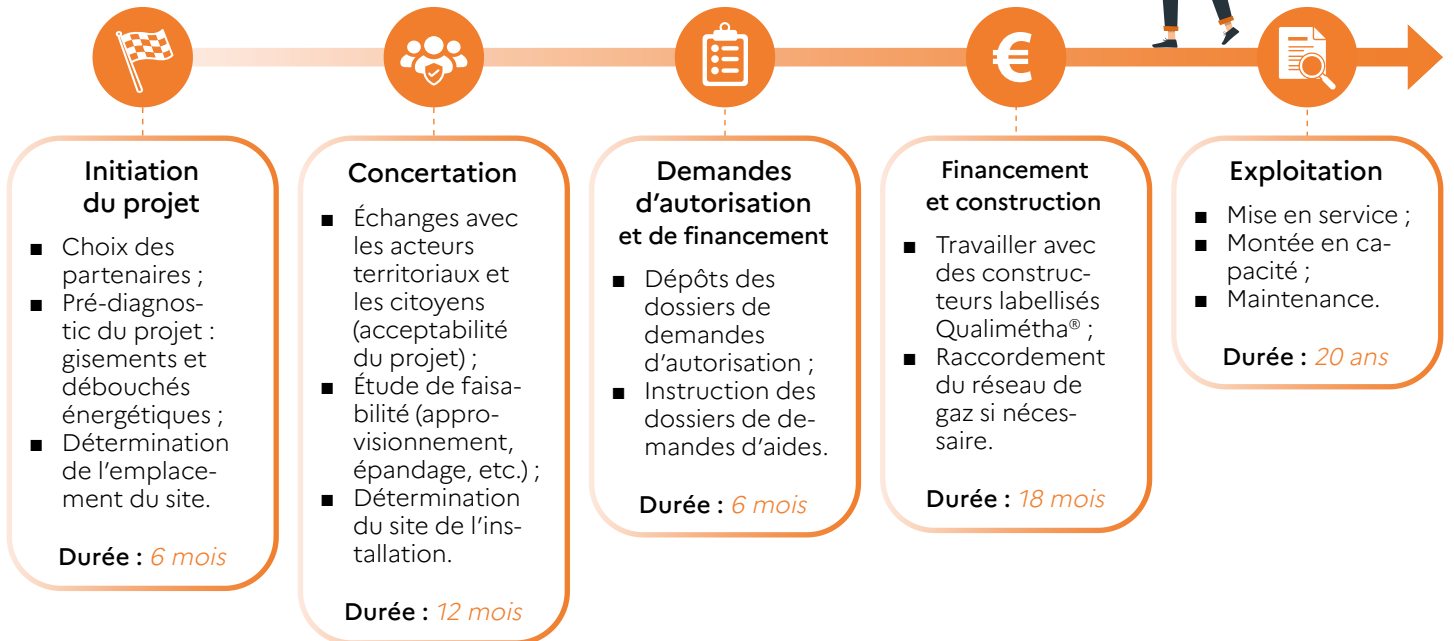 €
Initiation
du projet
■ Choix des
partenaires ;
■ Pré-diagnos-
tic du projet :
gisements et
débouchés
énergétiques ;
■ Détermination
de l'emplace-
ment du site.
Durée : 6 mois
Concertation
■ Échanges avec
les acteurs
territoriaux et
les citoyens
(acceptabilité
du projet) ;
■ Étude de faisa-
bilité (appro-
visionnement,
épandage, etc.) ;
■ Détermination
du site de l'ins-
tallation.
Durée : 12 mois
Demandes
d'autorisation
et de financement
■ Dépôts des
dossiers de
demandes
d'autorisation ;
■ Instruction des
dossiers de de-
mandes d'aides.
Durée : 6 mois
Financement
et construction
■ Travailler avec
des construc-
teurs labellisés
Qualimétha® ;
■ Raccordement
du réseau de
gaz si néces-
saire.
Durée : 18 mois
Exploitation
■ Mise en service ;
■ Montée en ca-
pacité ;
■ Maintenance.
Durée : 20 ans